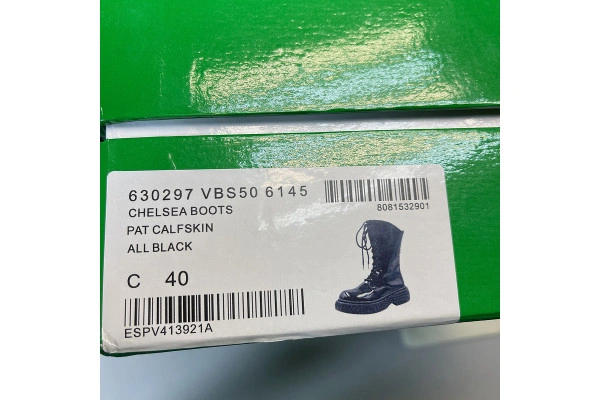 630297 VBS50 6145
CHELSEA BOOTS
PAT CALFSKIN
ALL BLACK
8081532901
C 40
ESPV413921A